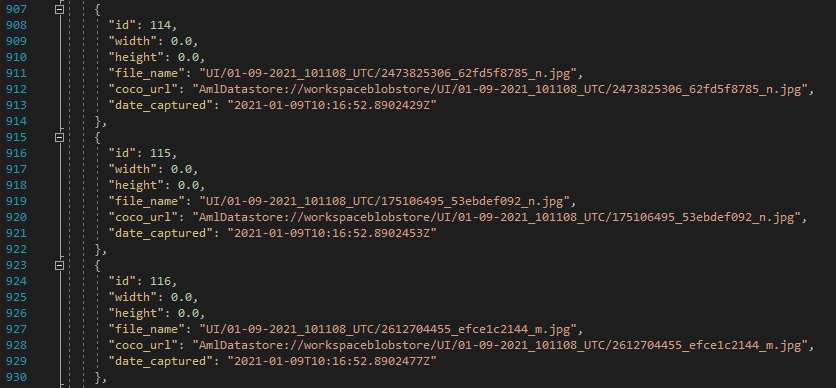 907 {
908 "id": 114,
909 "width": 0.0,
910 "height": 0.0,
911 "file_name": "UI/01-09-2021_101108_UTC/2473825306_62fd5f8785_n.jpg",
912 "coco_url": "AmlDatastore://workspaceblobstore/UI/01-09-2021_101108_UTC/2473825306_62fd5f8785_n.jpg",
913 "date_captured": "2021-01-09T10:16:52.8902429Z"
914 },
915 {
916 "id": 115,
917 "width": 0.0,
918 "height": 0.0,
919 "file_name": "UI/01-09-2021_101108_UTC/175106495_53ebdef092_n.jpg",
920 "coco_url": "AmlDatastore://workspaceblobstore/UI/01-09-2021_101108_UTC/175106495_53ebdef092_n.jpg",
921 "date_captured": "2021-01-09T10:16:52.8902453Z"
922 },
923 {
924 "id": 116,
925 "width": 0.0,
926 "height": 0.0,
927 "file_name": "UI/01-09-2021_101108_UTC/2612704455_efce1c2144_m.jpg",
928 "coco_url": "AmlDatastore://workspaceblobstore/UI/01-09-2021_101108_UTC/2612704455_efce1c2144_m.jpg",
929 "date_captured": "2021-01-09T10:16:52.8902477Z"
930 },